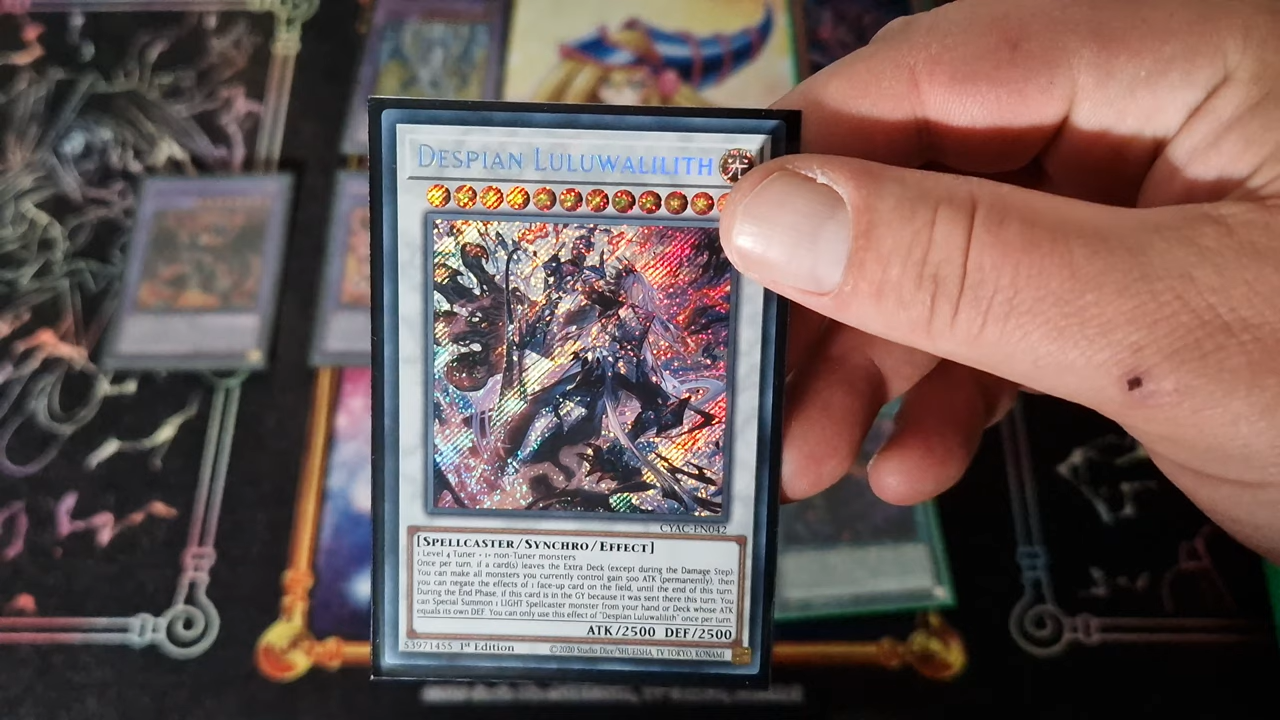 DESPIAN LULUWALILITH
CYAC-EN042
[SPELLCASTER/SYNCHRO/EFFECT]
1 Level 4 Tuner + 1+ non-Tuner monsters
Once per turn, if a card(s) leaves the Extra Deck (except during the Damage Step):
You can make all monsters you currently control gain 500 ATK (permanently), then
you can negate the effects of 1 face-up card on the field, until the end of this turn.
During the End Phase, if this card is in the GY because it was sent there this turn: You
can Special Summon 1 LIGHT Spellcaster monster from your hand or Deck whose ATK
equals its own DEF. You can only use this effect of "Despian Luluwalilith" once per turn.
ATK/2500 DEF/2500
53971455 1st Edition ©2020 Studio Dice/SHUEISHA, TV TOKYO, KONAMI